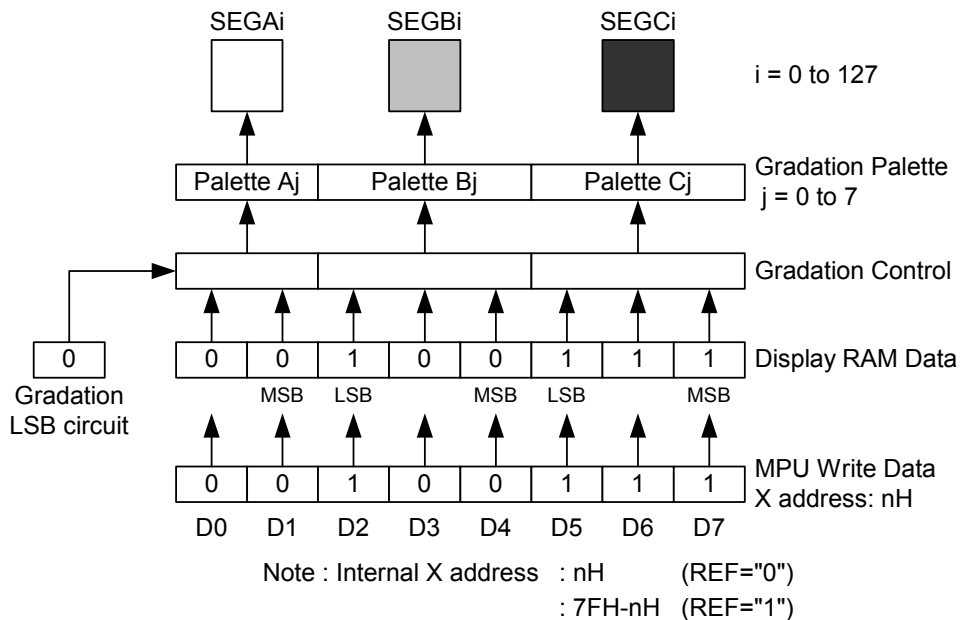 SEGAi SEGBi SEGCi
i = 0 to 127
Palette Aj Palette Bj Palette Cj
Gradation Palette
j = 0 to 7
Gradation Control
0 0 0 1 0 0 1 1 1 Display RAM Data
Gradation
LSB circuit
MSB LSB MSB LSB MSB
0 0 1 0 0 1 1 1
MPU Write Data
X address: nH
D0 D1 D2 D3 D4 D5 D6 D7
Note : Internal X address : nH (REF="0")
: 7FH-nH (REF="1")